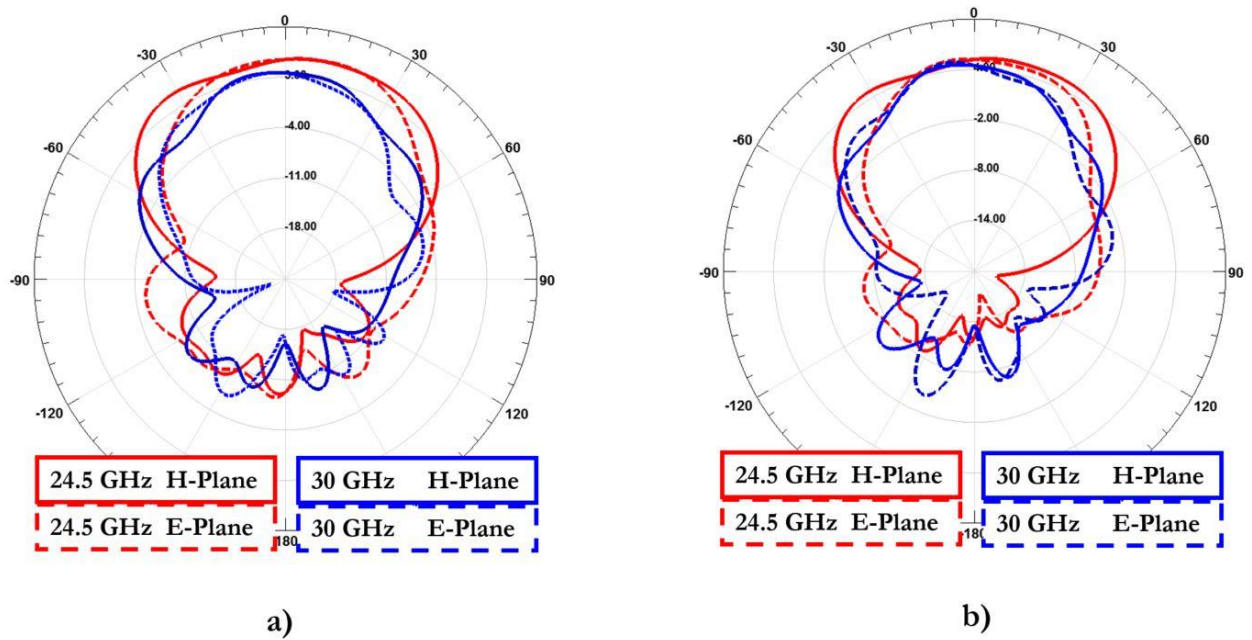 0
-30
30
3.00
-4.00
-60
60
-11.00
-18.00
-90
90
-120
120
24.5 GHz H-Plane
30 GHz H-Plane
24.5 GHz E-Plane
30 GHz E-Plane
-180
a)
0
-30
30
4.00
-60
60
-2.00
-8.00
-14.00
-90
90
-120
120
24.5 GHz H-Plane
30 GHz H-Plane
24.5 GHz E-Plane
30 GHz E-Plane
-180
b)